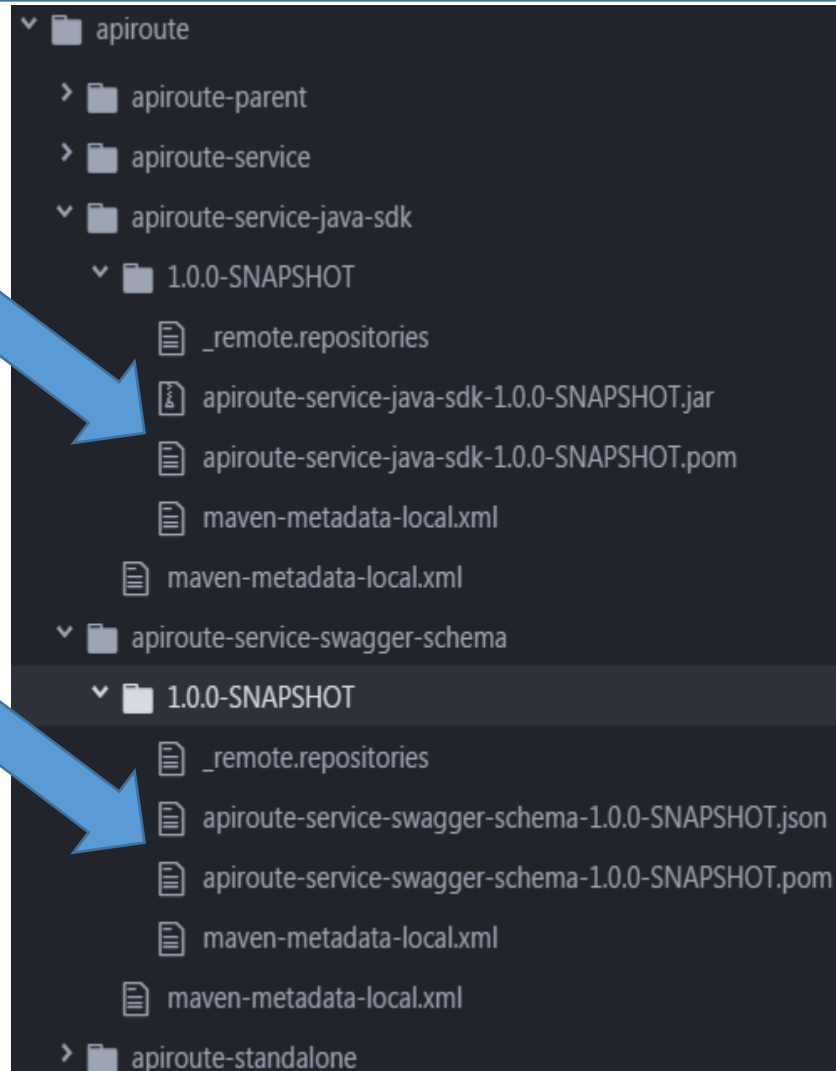 apiroute
apiroute-parent
apiroute-service
apiroute-service-java-sdk
1.0.0-SNAPSHOT
_remote.repositories
apiroute-service-java-sdk-1.0.0-SNAPSHOT.jar
apiroute-service-java-sdk-1.0.0-SNAPSHOT.pom
maven-metadata-local.xml
maven-metadata-local.xml
apiroute-service-swagger-schema
1.0.0-SNAPSHOT
_remote.repositories
apiroute-service-swagger-schema-1.0.0-SNAPSHOT.json
apiroute-service-swagger-schema-1.0.0-SNAPSHOT.pom
maven-metadata-local.xml
maven-metadata-local.xml
apiroute-standalone